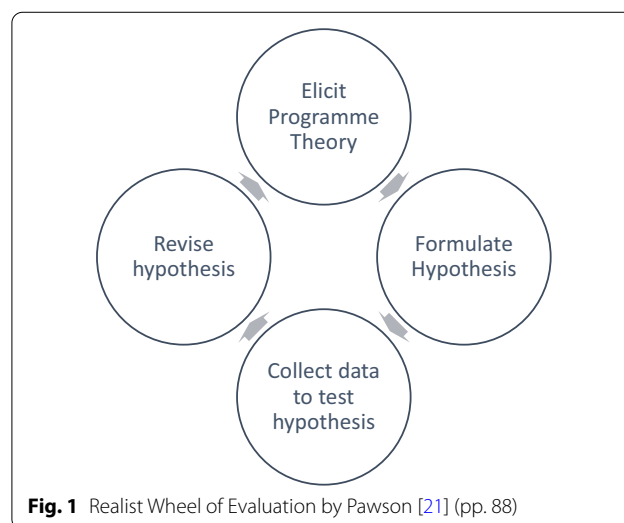 Elicit
Programme
Theory
Revise
hypothesis
Formulate
Hypothesis
Collect data
to test
hypothesis
Fig. 1 Realist Wheel of Evaluation by Pawson [21] (pp. 88)